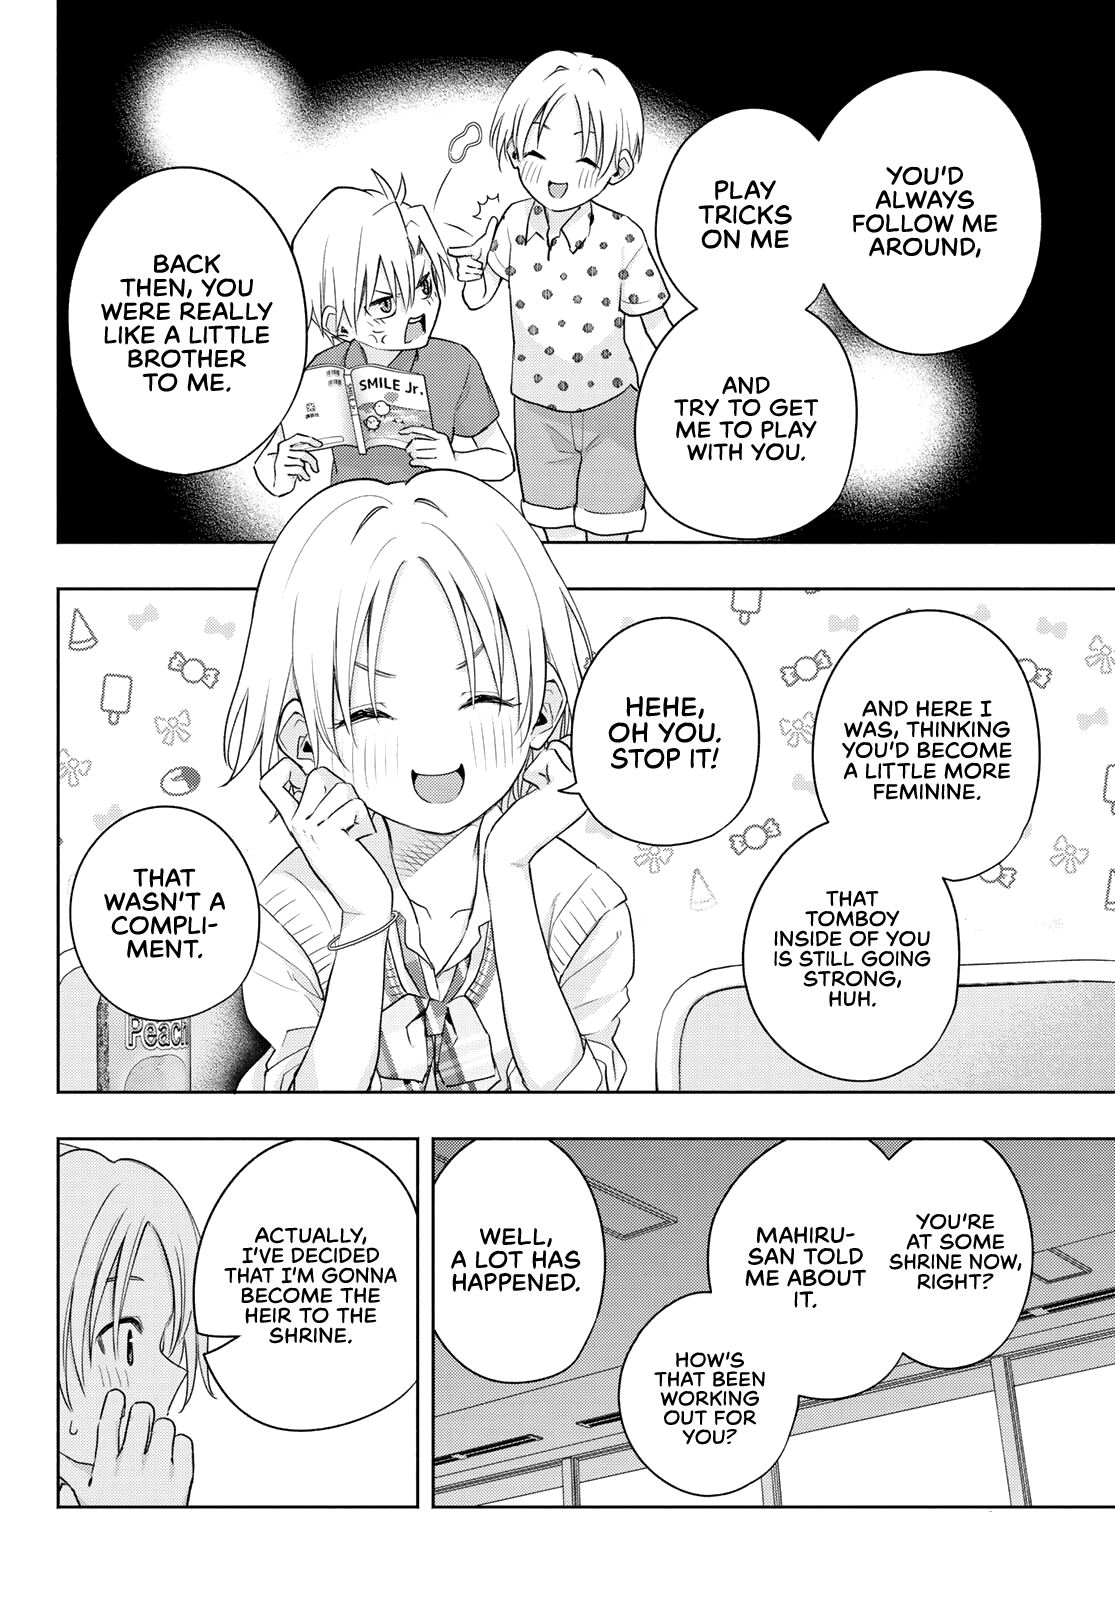 YOU'D
ALWAYS
FOLLOW ME
AROUND,
PLAY
TRICKS
ON ME
AND
TRY TO GET
ME TO PLAY
WITH YOU.
SMILE Jr.
BACK
THEN, YOU
WERE REALLY
LIKE A LITTLE
BROTHER
TO ME.
AND HERE I
WAS, THINKING
YOU'D BECOME
A LITTLE MORE
FEMININE.
THAT
TOMBOY
INSIDE OF YOU
IS STILL GOING
STRONG,
HUH.
HEHE,
OH YOU.
STOP IT!
THAT
WASN'T A
COMPLI-
MENT.
Peach
YOU'RE
AT SOME
SHRINE NOW,
RIGHT?
MAHIRU-
SAN TOLD
ME ABOUT
IT.
HOW'S
THAT BEEN
WORKING
OUT FOR
YOU?
WELL,
A LOT HAS
HAPPENED.
ACTUALLY,
I'VE DECIDED
THAT I'M GONNA
BECOME THE
HEIR TO THE
SHRINE.